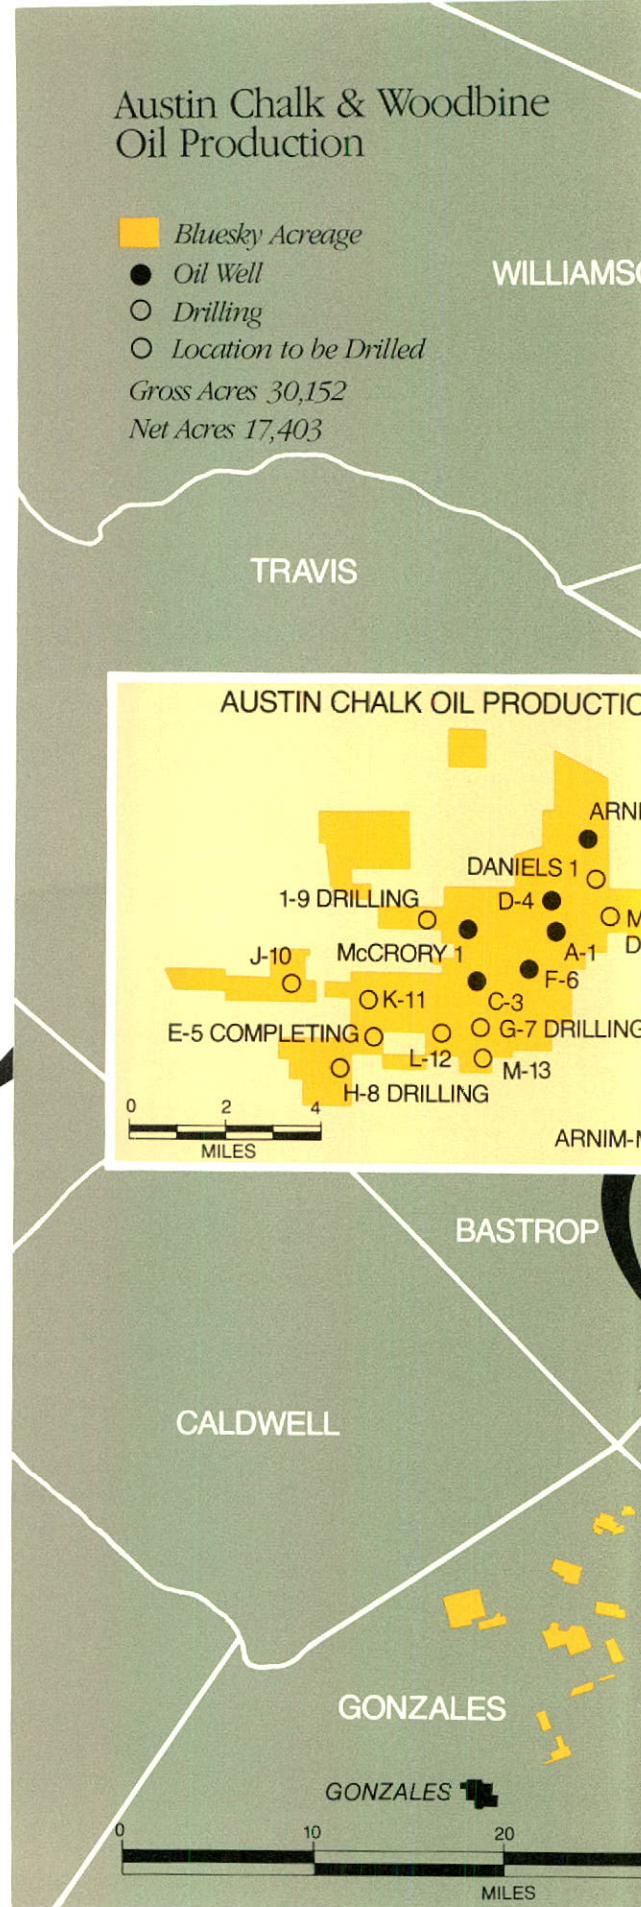 Austin Chalk & Woodbine
Oil Production
Bluesky Acreage
Oil Well
Drilling
Location to be Drilled
Gross Acres 30,152
Net Acres 17,403
WILLIAMSO
TRAVIS
AUSTIN CHALK OIL PRODUCTIO
ARNI
DANIELS 1
1-9 DRILLING
D-4
M
D
McCRORY 1
A-1
J-10
F-6
K-11
C-3
E-5 COMPLETING
G-7 DRILLING
L-12
M-13
H-8 DRILLING
0 2 4
MILES
ARNIM-M
BASTROP
CALDWELL
GONZALES
GONZALES
0 10 20
MILES